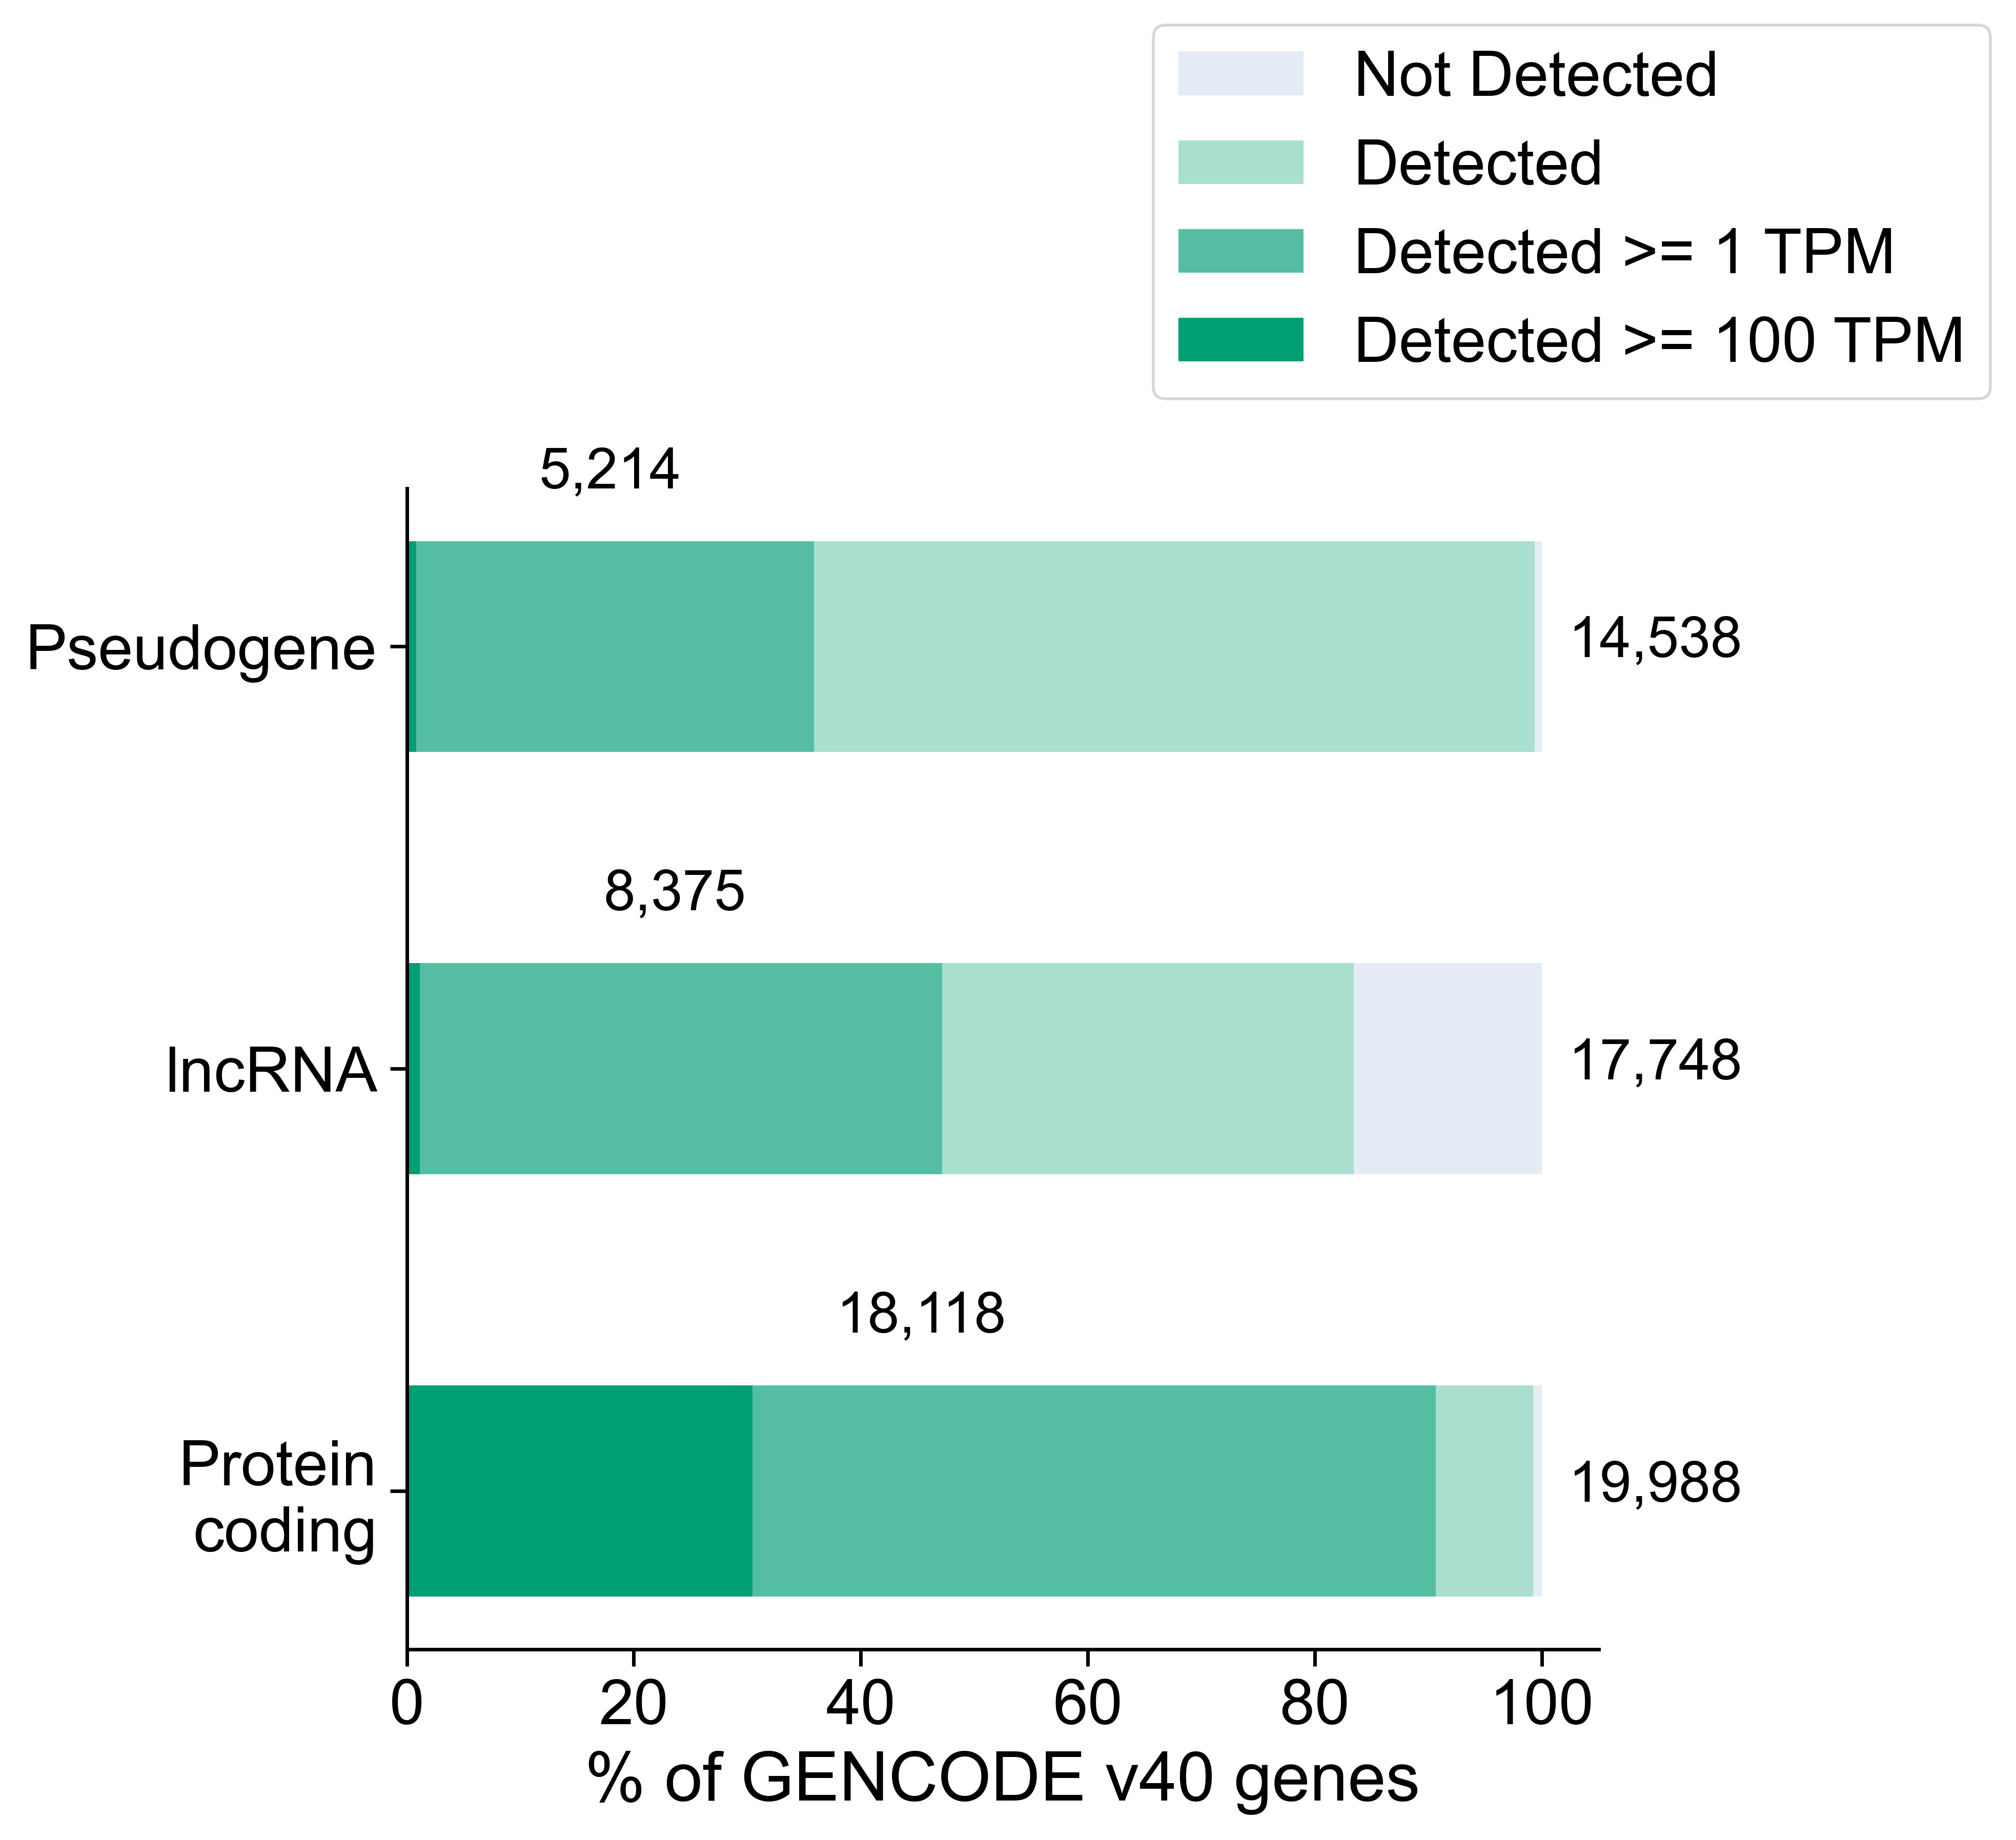 Not Detected
Detected
Detected >= 1 TPM
Detected >= 100 TPM
5,214
Pseudogene
14,538
8,375
lncRNA
17,748
18,118
Protein
coding
19,988
0 20 40 60 80 100
% of GENCODE v40 genes